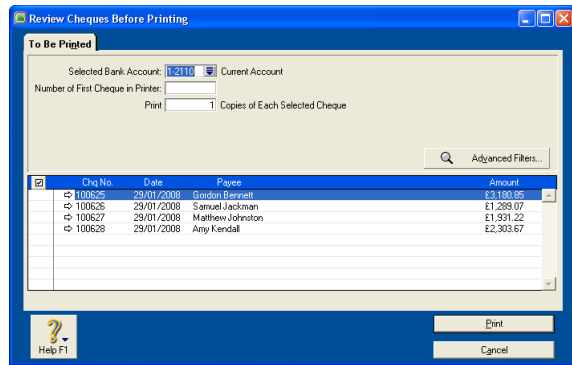 Review Cheques Before Printing
To Be Printed
Selected Bank Account: 1-2110 Current Account
Number of First Cheque in Printer:
Print 1 Copies of Each Selected Cheque
Advanced Filters...
Chq No. Date Payee Amount
100625 29/01/2008 Gordon Bennett £3,180.85
100626 29/01/2008 Samuel Jackman £1,289.07
100627 29/01/2008 Matthew Johnston £1,931.22
100628 29/01/2008 Amy Kendall £2,303.67
Print
Help F1
Cancel